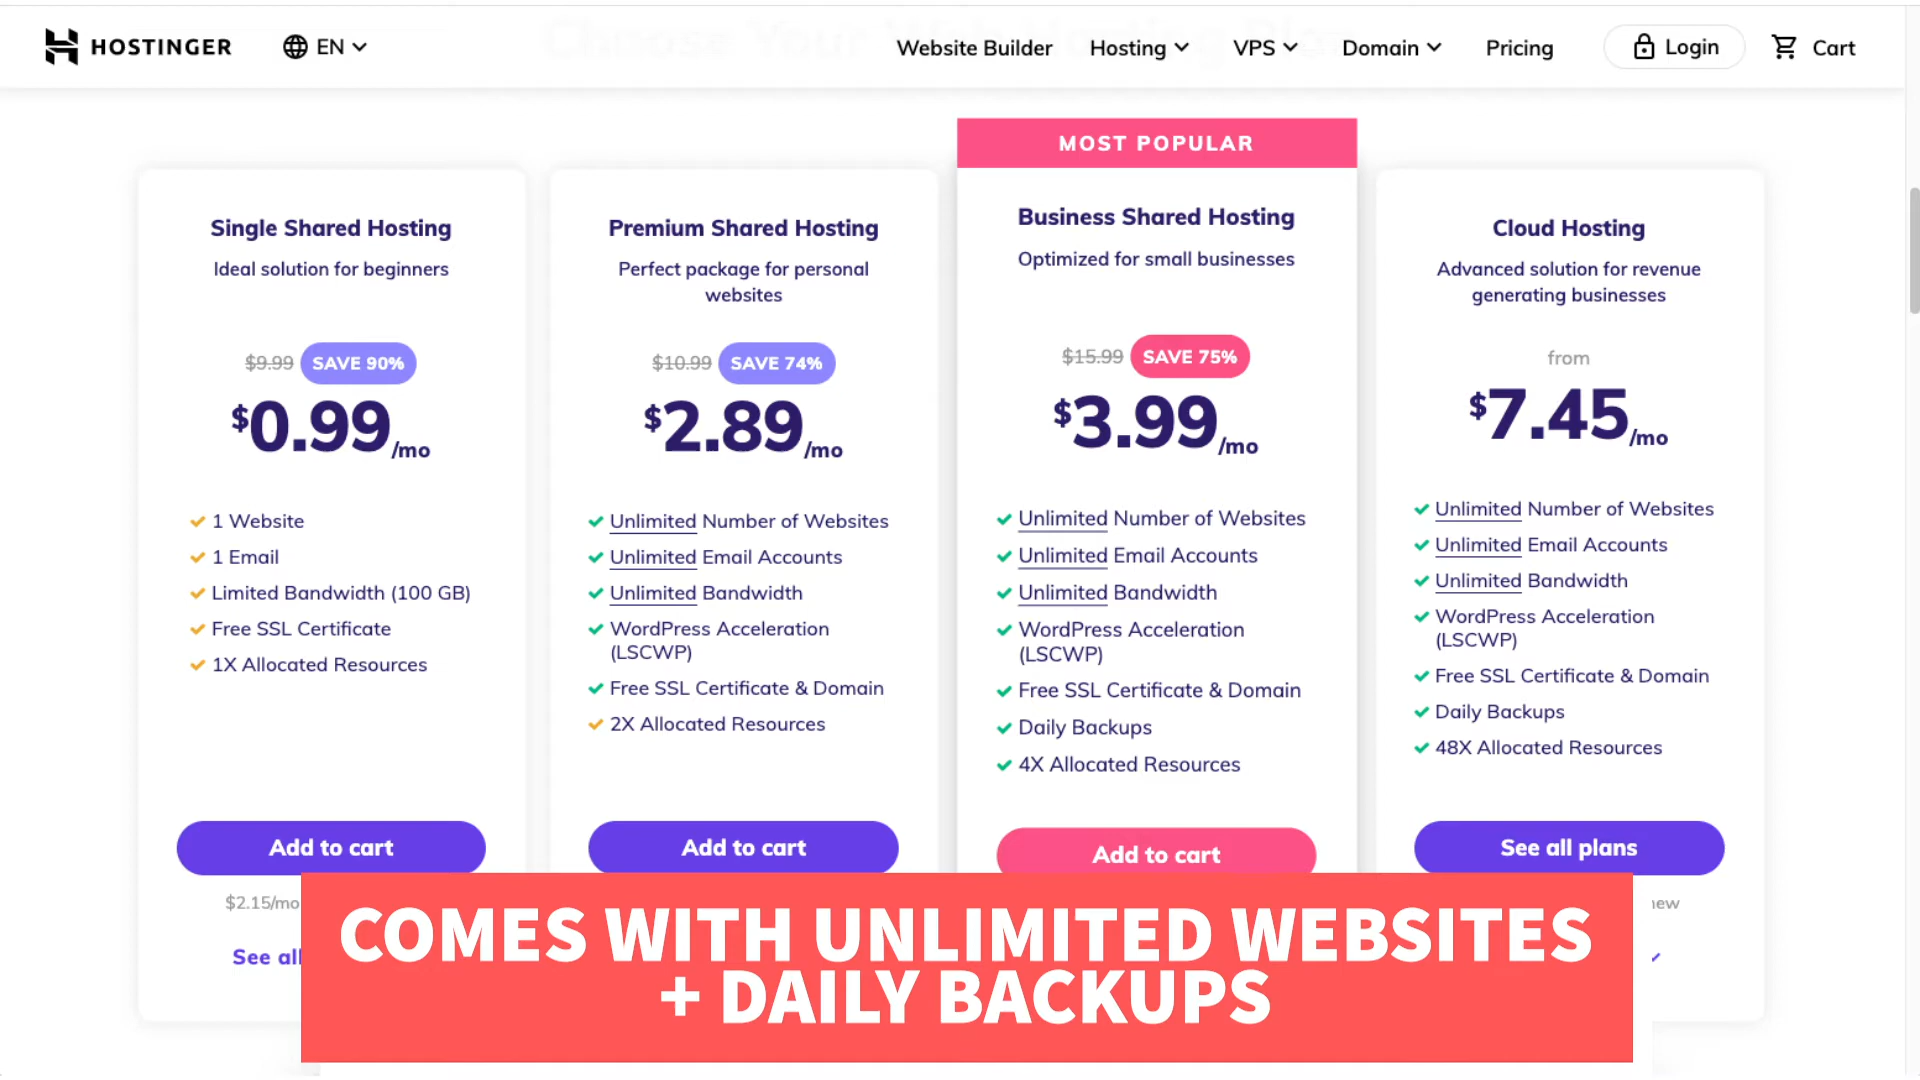 HOSTINGER
EN
Website Builder
Hosting
VPS
Domain
Pricing
Login
Cart
MOST POPULAR
Single Shared Hosting
Ideal solution for beginners
$9.99 SAVE 90%
$0.99/mo
1 Website
1 Email
Limited Bandwidth (100 GB)
Free SSL Certificate
1X Allocated Resources
Add to cart
$2.15/mo
See all
Premium Shared Hosting
Perfect package for personal
websites
$10.99 SAVE 74%
$2.89/mo
Unlimited Number of Websites
Unlimited Email Accounts
Unlimited Bandwidth
WordPress Acceleration
(LSCWP)
Free SSL Certificate & Domain
2X Allocated Resources
Add to cart
Business Shared Hosting
Optimized for small businesses
$15.99 SAVE 75%
$3.99/mo
Unlimited Number of Websites
Unlimited Email Accounts
Unlimited Bandwidth
WordPress Acceleration
(LSCWP)
Free SSL Certificate & Domain
Daily Backups
4X Allocated Resources
Add to cart
Cloud Hosting
Advanced solution for revenue
generating businesses
from
$7.45/mo
Unlimited Number of Websites
Unlimited Email Accounts
Unlimited Bandwidth
WordPress Acceleration
(LSCWP)
Free SSL Certificate & Domain
Daily Backups
48X Allocated Resources
See all plans
COMES WITH UNLIMITED WEBSITES
+ DAILY BACKUPS